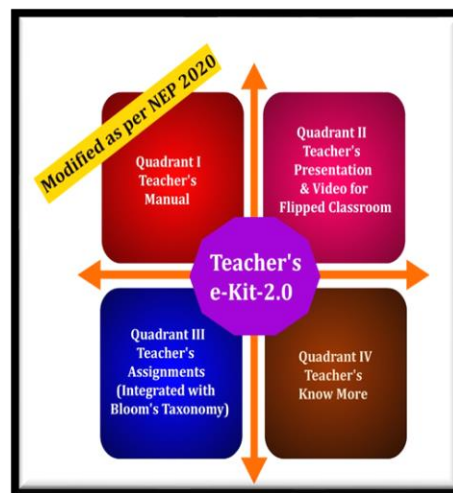 Modified as per NEP 2020
Quadrant I
Teacher's
Manual
Quadrant II
Teacher's
Presentation
& Video for
Flipped Classroom
Teacher's
e-Kit-2.0
Quadrant III
Teacher's
Assignments
(Integrated with
Bloom's Taxonomy)
Quadrant IV
Teacher's
Know More